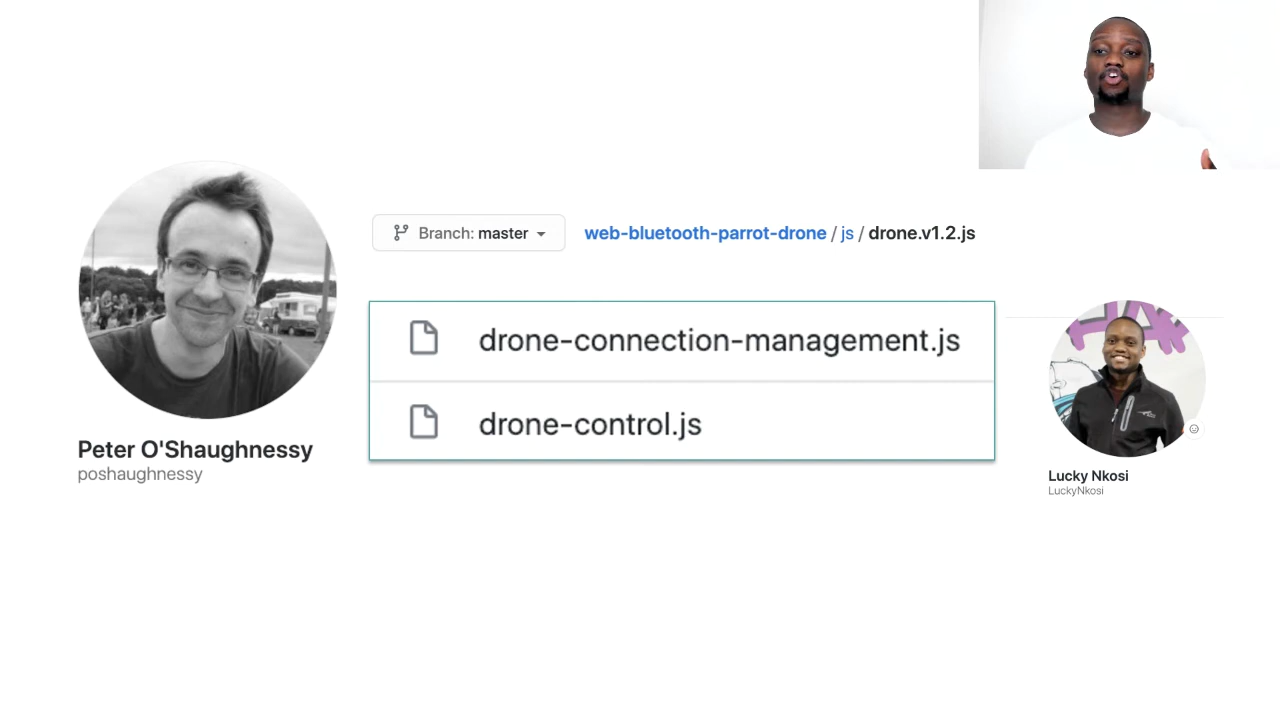 Branch: master
web-bluetooth-parrot-drone / js / drone.v1.2.js
drone-connection-management.js
drone-control.js
Peter O'Shaughnessy
poshaughnessy
Lucky Nkosi
LuckyNkosi